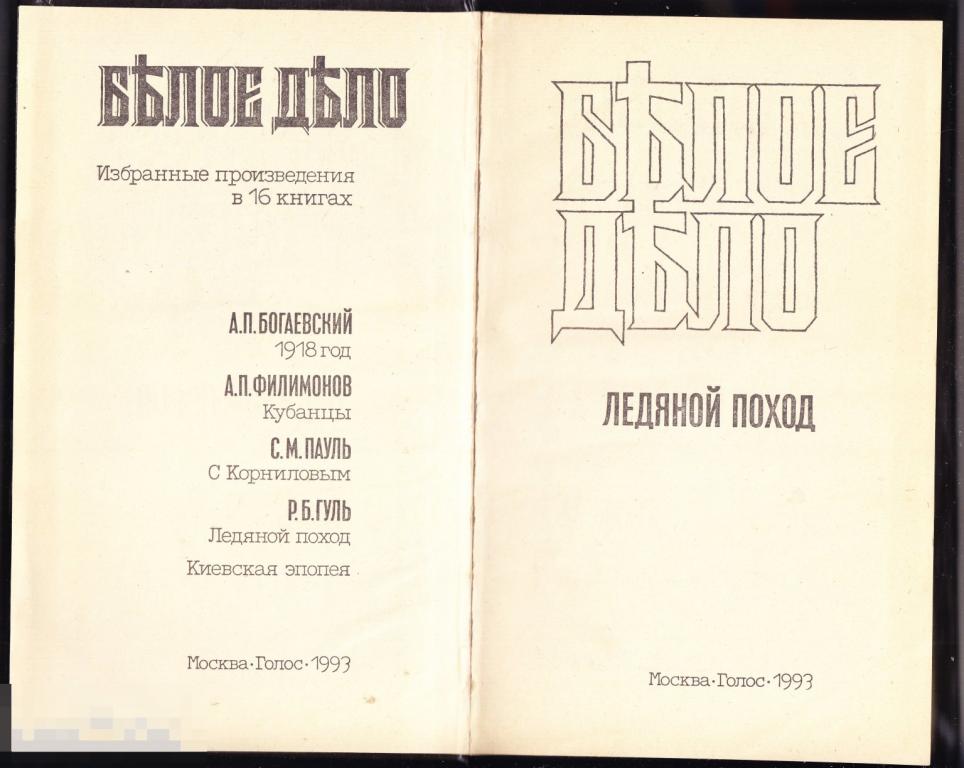 БѢЛОЕ ДѢЛО
Избранные произведения
в 16 книгах
А.П.БОГАЕВСКИЙ
1918 год
А.П.ФИЛИМОНОВ
Кубанцы
С.М.ПАУЛЬ
С Корниловым
Р.Б.ГУЛЬ
Ледяной поход
Киевская эпопея
Москва·Голос·1993
БѢЛОЕ
ДѢЛО
ЛЕДЯНОЙ ПОХОД
Москва·Голос·1993